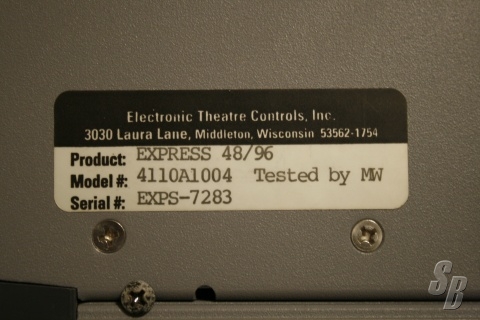 Electronic Theatre Controls, Inc.
3030 Laura Lane, Middleton, Wisconsin 53562-1754
Product: EXPRESS 48/96
Model #: 4110A1004 Tested by MW
Serial #: EXPS-7283
SB